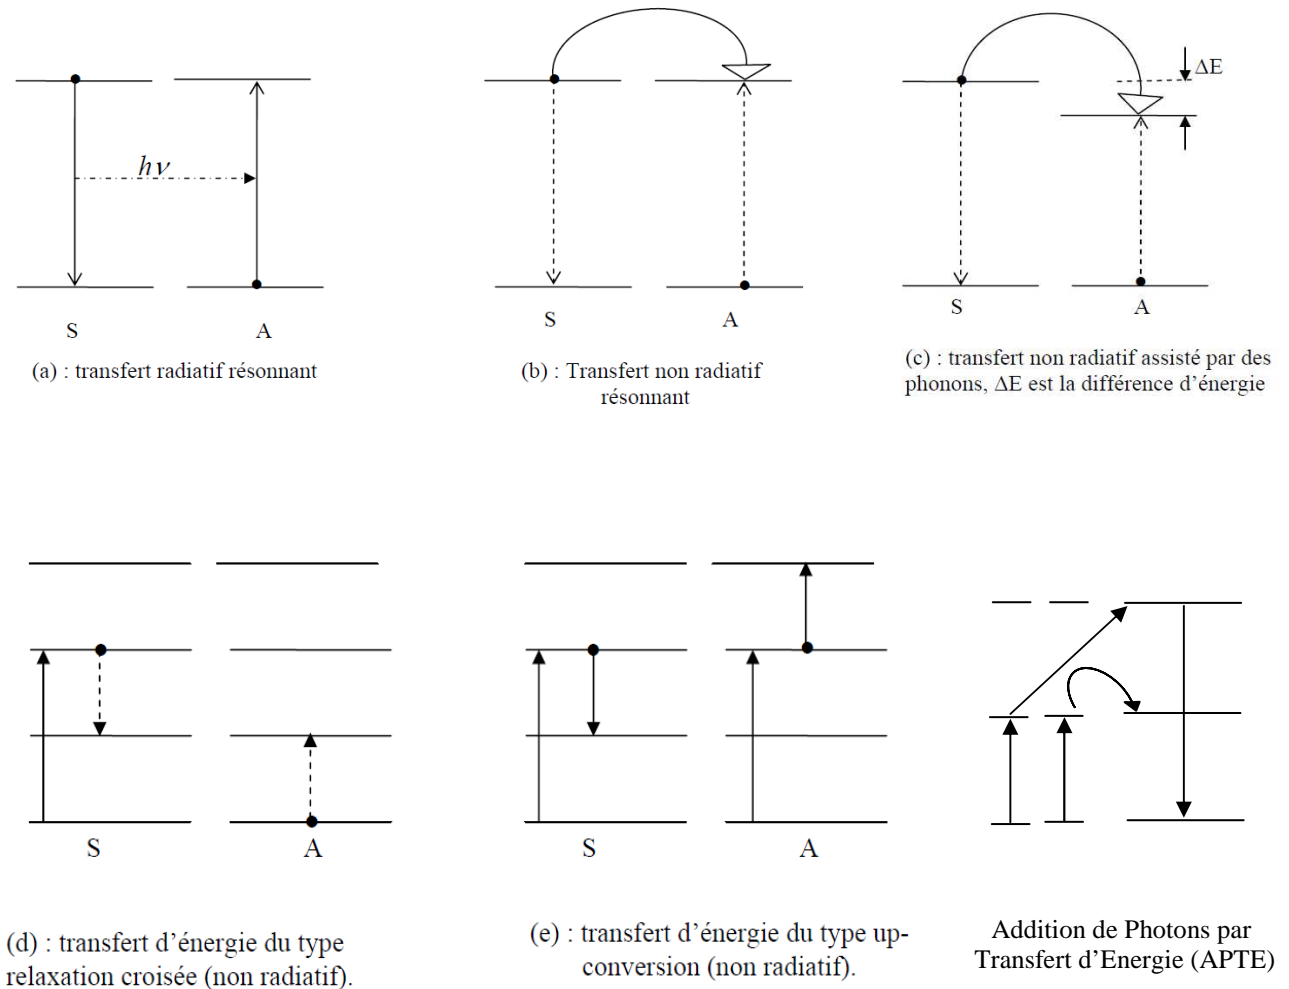 hν
ΔE
S
A
S
A
S
A
(a) : transfert radiatif résonnant
(b) : Transfert non radiatif
résonnant
(c) : transfert non radiatif assisté par des
phonons, ΔE est la différence d’énergie
S
A
S
A
(d) : transfert d’énergie du type
relaxation croisée (non radiatif).
(e) : transfert d’énergie du type up-
conversion (non radiatif).
Addition de Photons par
Transfert d’Energie (APTE)